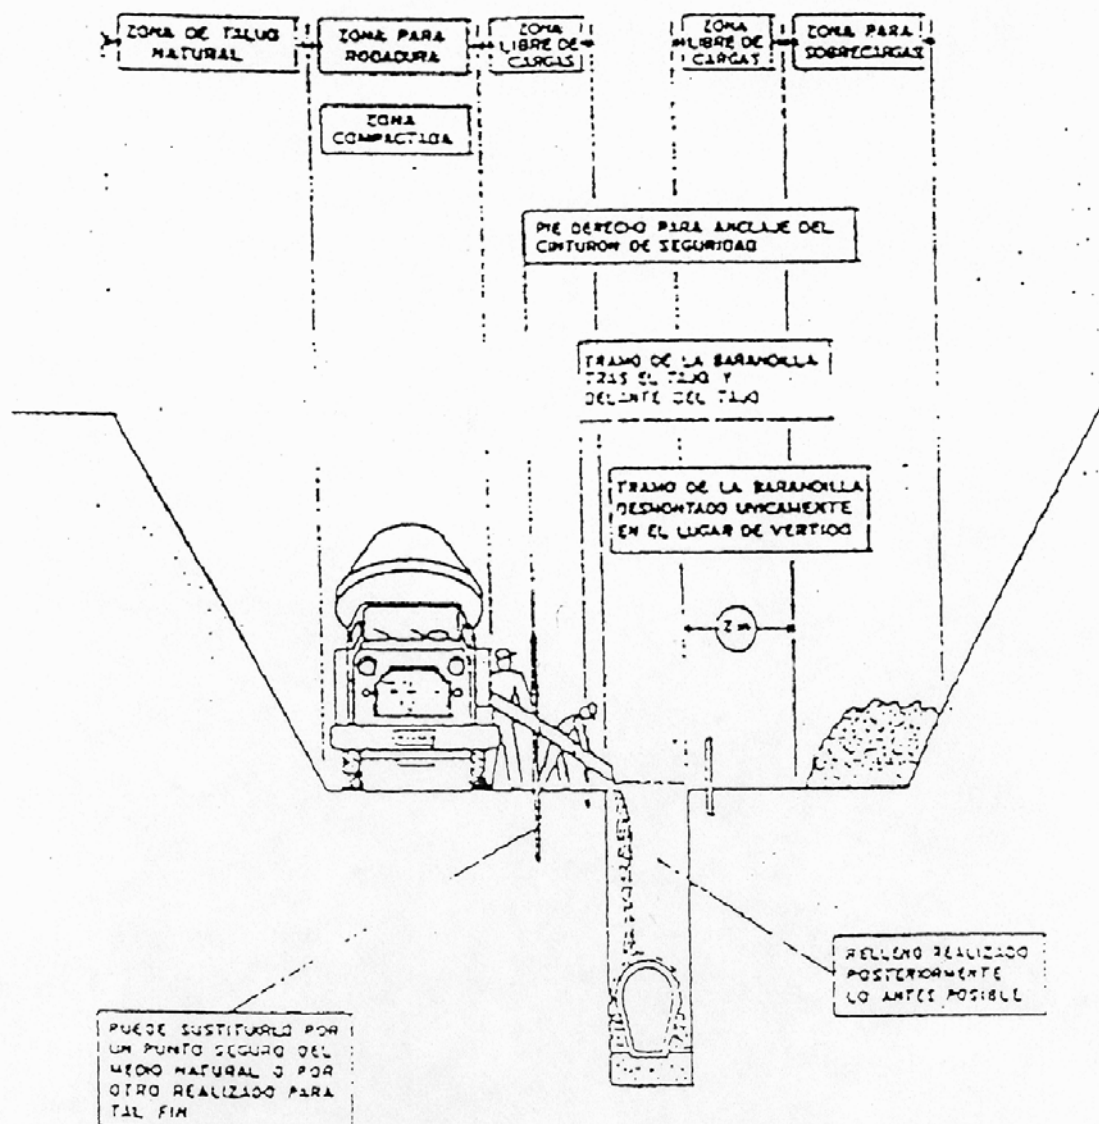 ZONA DE TALUD
NATURAL
ZONA PARA
RODADURA
ZONA
LIBRE DE
CARGAS
ZONA
LIBRE DE
CARGAS
ZONA PARA
SOBRECARGAS
ZONA
COMPACTADA
PIE DERECHO PARA ANCLAJE DEL
CINTURON DE SEGURIDAD
TRAMO DE LA BARANDILLA
TRAS EL TAJO Y
DELANTE DEL TAJO
TRAMO DE LA BARANDILLA
DESMONTADO UNICAMENTE
EN EL LUGAR DE VERTIDO
2 m
RELLENO REALIZADO
POSTERIORMENTE
LO ANTES POSIBLE
PUEDE SUSTITUIRLO POR
UN PUNTO SEGURO DEL
MEDIO NATURAL O POR
OTRO REALIZADO PARA
TAL FIN